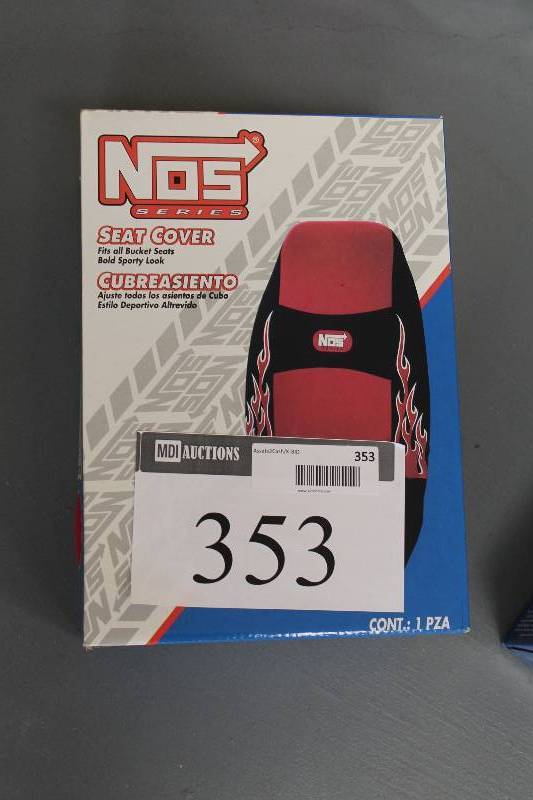 NOS®
SERIES
SEAT COVER
Fits all Bucket Seats
Bold Sporty Look
CUBREASIENTO
Ajuste todos los asientos de Cubo
Estilo Deportivo Altrevido
NOS
MDI AUCTIONS
353
353
CONT.: 1 PZA